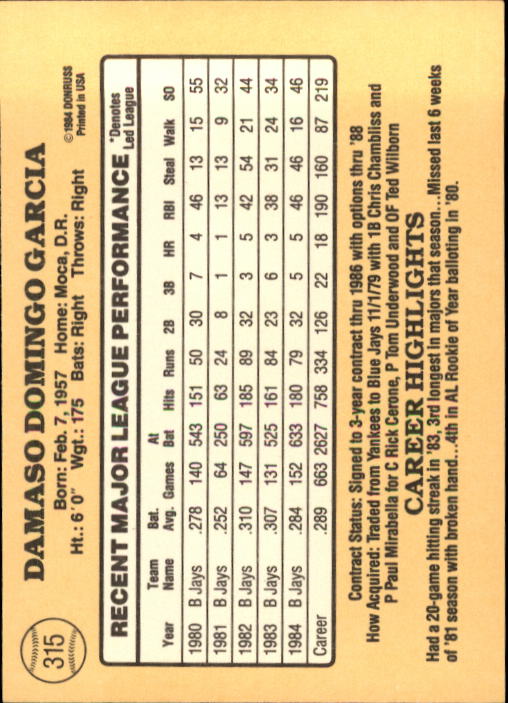 315
DAMASO DOMINGO GARCIA
Born: Feb. 7, 1957 Home: Moca, D.R.
Ht.: 6'0" Wgt.: 175 Bats: Right Throws: Right
©1984 DONRUSS
Printed in USA
RECENT MAJOR LEAGUE PERFORMANCE *Denotes Led League
Year Team Name Bat. Avg. Games At Bat Hits Runs 2B 3B HR RBI Steal Walk SO
1980 B Jays .278 140 543 151 50 30 7 4 46 13 15 55
1981 B Jays .252 64 250 63 24 8 1 1 13 13 9 32
1982 B Jays .310 147 597 185 89 32 3 5 42 54 21 44
1983 B Jays .307 131 525 161 84 23 6 3 38 31 24 34
1984 B Jays .284 152 633 180 79 32 5 5 46 46 16 46
Career .289 663 2627 758 334 126 22 18 190 160 87 219
Contract Status: Signed to 3-year contract thru 1986 with options thru '88
How Acquired: Traded from Yankees to Blue Jays 11/1/79 with 1B Chris Chambliss and
P Paul Mirabella for C Rick Cerone, P Tom Underwood and OF Ted Wilborn
CAREER HIGHLIGHTS
Had a 20-game hitting streak in '83, 3rd longest in majors that season...Missed last 6 weeks
of '81 season with broken hand...4th in AL Rookie of Year balloting in '80.